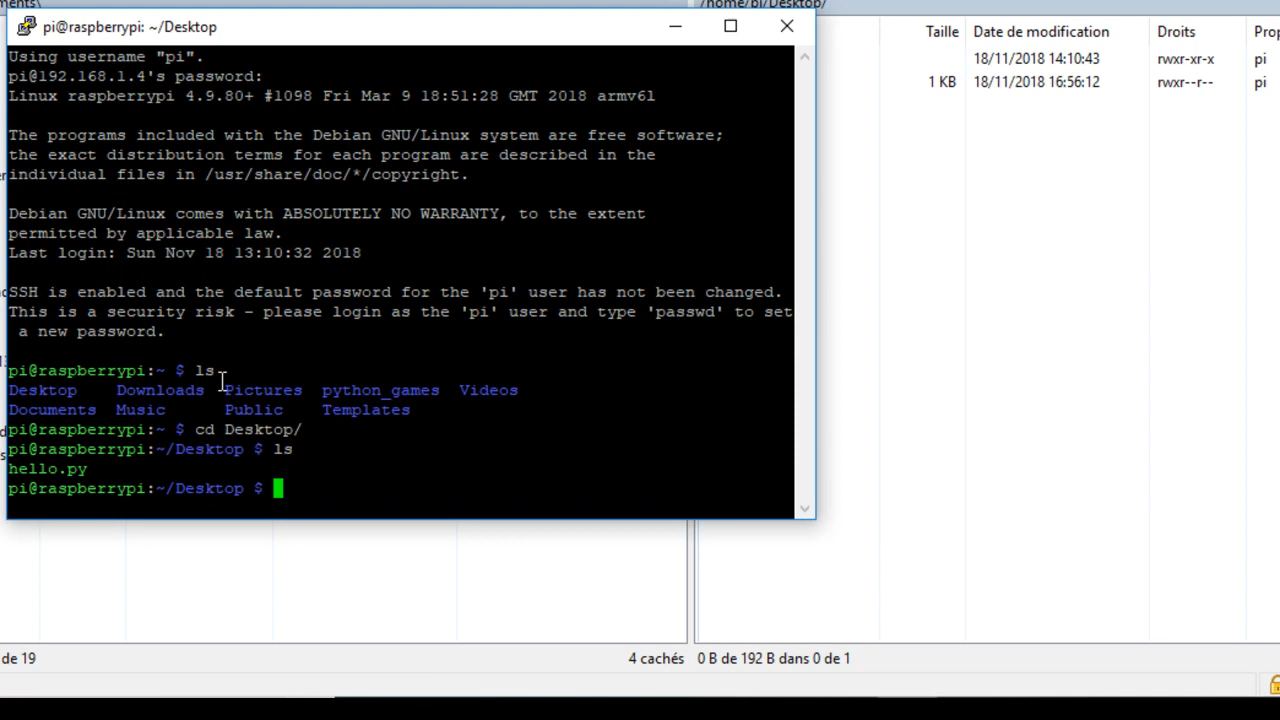 /home/pi/Desktop/
pi@raspberrypi: ~/Desktop
Taille Date de modification Droits
18/11/2018 14:10:43 rwxr-xr-x pi
1 KB 18/11/2018 16:56:12 rwxr--r-- pi
Using username "pi".
pi@192.168.1.4's password:
Linux raspberrypi 4.9.80+ #1098 Fri Mar 9 18:51:28 GMT 2018 armv6l
The programs included with the Debian GNU/Linux system are free software;
the exact distribution terms for each program are described in the
individual files in /usr/share/doc/*/copyright.
Debian GNU/Linux comes with ABSOLUTELY NO WARRANTY, to the extent
permitted by applicable law.
Last login: Sun Nov 18 13:10:32 2018
SSH is enabled and the default password for the 'pi' user has not been changed.
This is a security risk - please login as the 'pi' user and type 'passwd' to set
a new password.
pi@raspberrypi:~ $ ls
Desktop Downloads Pictures python_games Videos
Documents Music Public Templates
pi@raspberrypi:~ $ cd Desktop/
pi@raspberrypi:~/Desktop $ ls
hello.py
pi@raspberrypi:~/Desktop $
de 19 4 cachés 0 B de 192 B dans 0 de 1